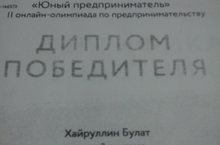 «Юный предприниматель»
II онлайн-олимпиада по предпринимательству
ДИПЛОМ
ПОБЕДИТЕЛЯ
Хайруллин Булат